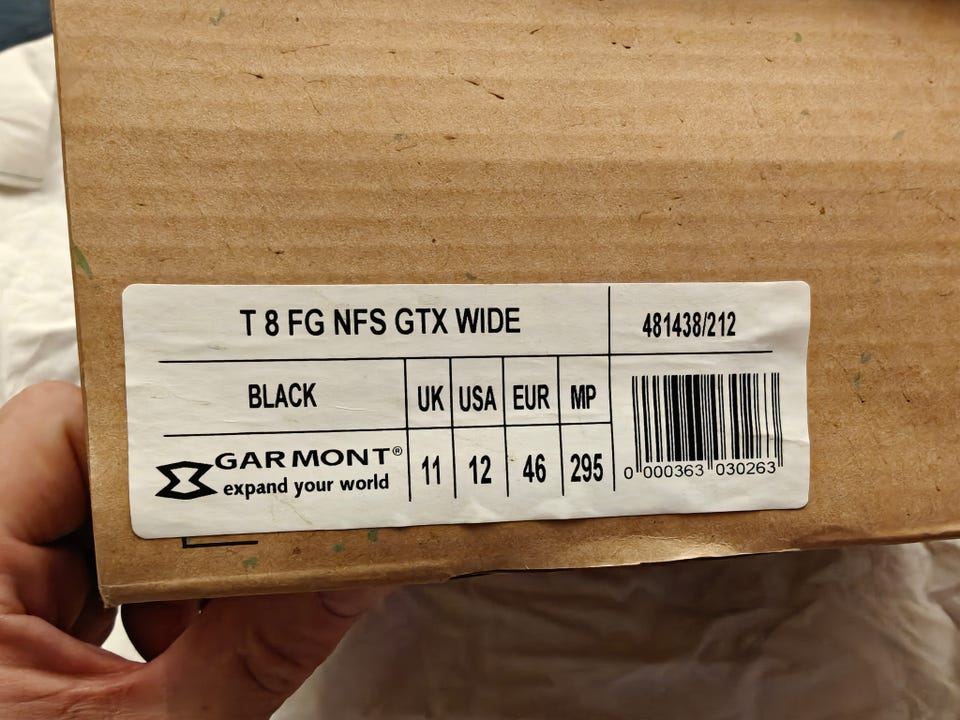 T 8 FG NFS GTX WIDE
481438/212
BLACK
UK USA EUR MP
11 12 46 295
GARMONT®
expand your world
0 000363 030263